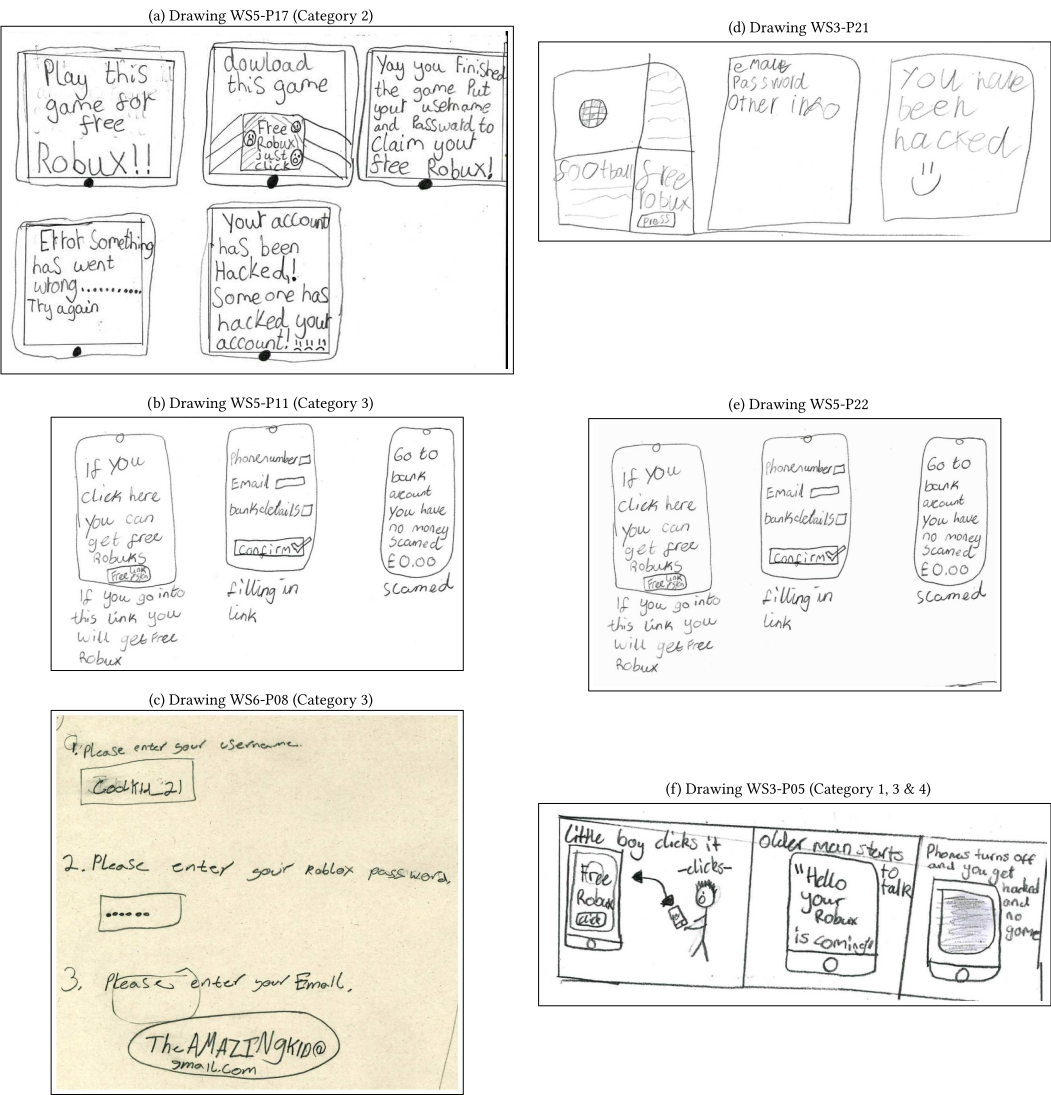 (a) Drawing WS5-P17 (Category 2)
Play this
game for
free
Robux!!
dowload
this game
Free
Robux
just
click
Yay you finished
the game Put
your username
and Password to
Claim your
free Robux!
Error Something
has went
wrong...........
Try again
Your account
has been
Hacked!
Someone has
hacked your
account!
(b) Drawing WS5-P11 (Category 3)
if you
click here
you can
get free
Robuks
Free
If you go into
this link you
will get Free
Robux
Phonenumber
Email
bankdetails
Confirm
filling in
link
Go to
bank
account
you have
no money
scamed
£0.00
scamed
(c) Drawing WS6-P08 (Category 3)
1. Please enter your username.
CoolKid_21
2. Please enter your Roblox password.
••••••
3. Please enter your Email.
The AMAZINGKID@
gmail.com
(d) Drawing WS3-P21
football
free
robux
press
email
Password
Other info
You have
been
hacked
(e) Drawing WS5-P22
if you
click here
you can
get free
Robuks
Free
If you go into
this link you
will get Free
Robux
Phonenumber
Email
bankdetails
Confirm
filling in
link
Go to
bank
account
you have
no money
scamed
£0.00
scamed
(f) Drawing WS3-P05 (Category 1, 3 & 4)
Little boy clicks it
Free
Robux
click
-clicks-
Older man starts
to
talk
"Hello
your
Robux
is coming"
Phones turns off
and you get
hacked
and
no
game